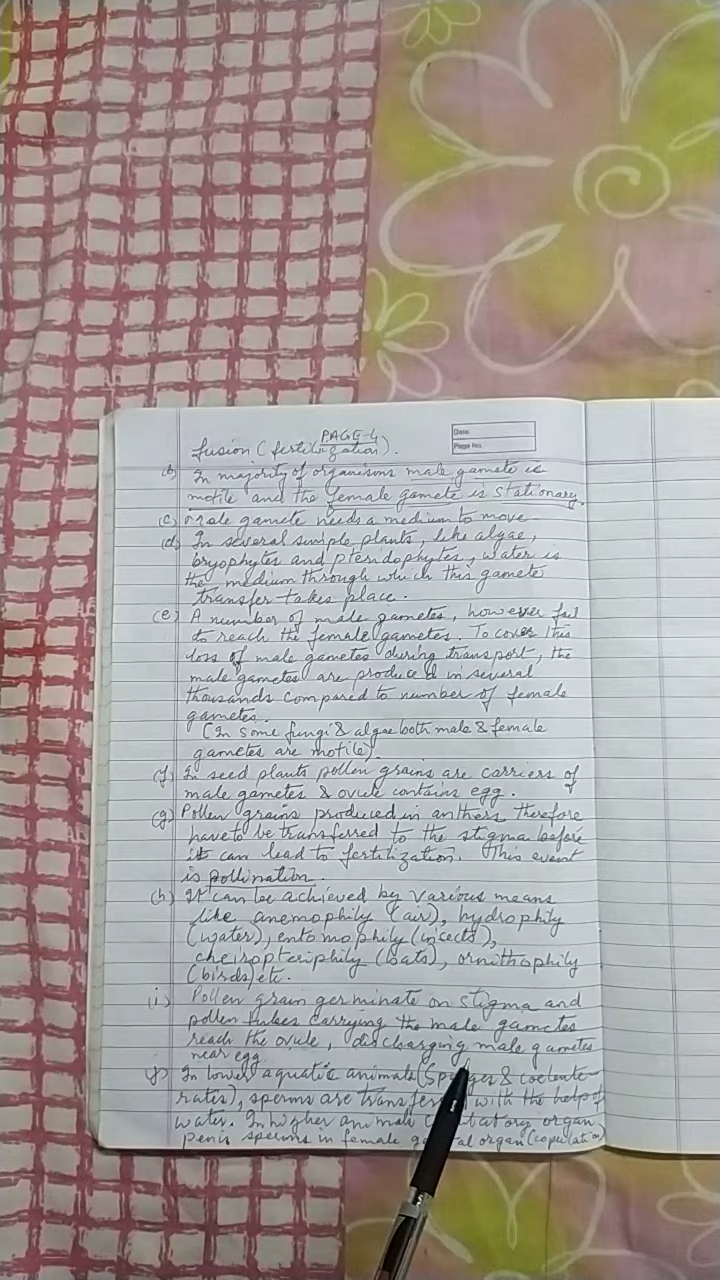 PAGE-4
Date:
Page No.
fusion (fertilization).
(b) In majority of organisms male gamete is
motile and the female gamete is stationary.
(c) Male gamete needs a medium to move
(d) In several simple plants, like algae,
bryophytes and pteridophytes, water is
the medium through which this gamete
transfer takes place.
(e) A number of male gametes, however fail
to reach the female gametes. To cover this
loss of male gametes during transport, the
male gametes are produced in several
thousands compared to number of female
gametes.
(In some fungi & algae both male & female
gametes are motile).
(f) In seed plants pollen grains are carriers of
male gametes & ovule contains egg.
(g) Pollen grains produced in anthers therefore
have to be transferred to the stigma before
it can lead to fertilization. This event
is pollination.
(h) It can be achieved by various means
like anemophily (air), hydrophily
(water), entomophily (insects),
cheiropteriphily (bats), ornithophily
(birds) etc.
(i) Pollen grain germinate on stigma and
pollen tubes carrying the male gametes
reach the ovule, discharging male gametes
near egg.
In lower aquatic animals & coelente-
rates), sperms are with the help of
water. In higher animals organ
penis sperms in female organ (copulation)